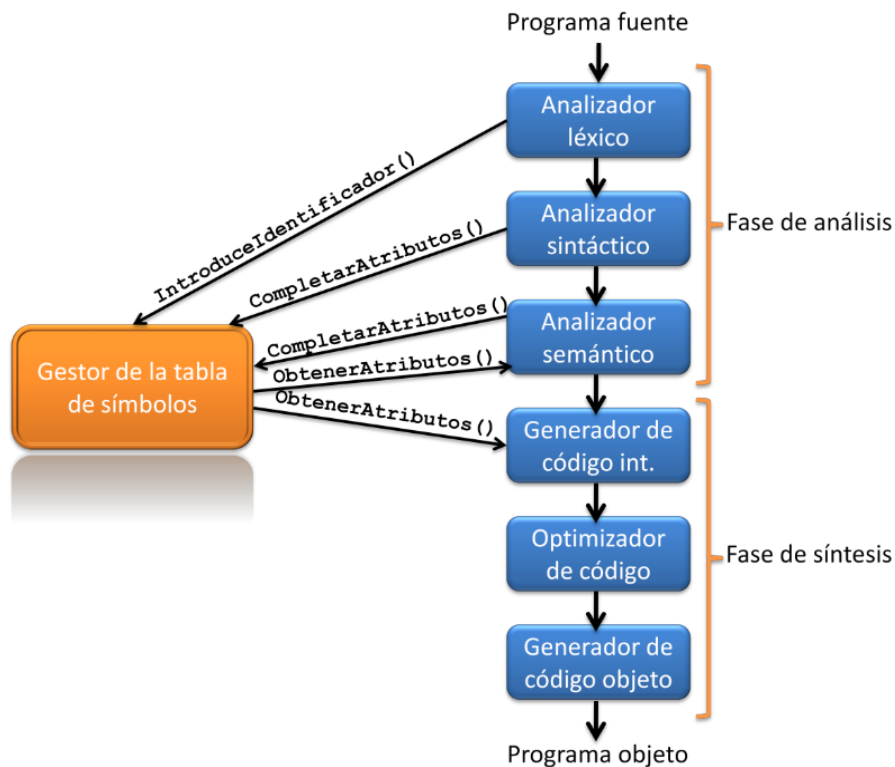 Programa fuente
Analizador
léxico
IntroduceIdentificador()
Analizador
sintáctico
Fase de análisis
CompletarAtributos()
Analizador
semántico
CompletarAtributos()
ObtenerAtributos()
Gestor de la tabla
de símbolos
ObtenerAtributos()
Generador de
código int.
Optimizador
de código
Fase de síntesis
Generador de
código objeto
Programa objeto